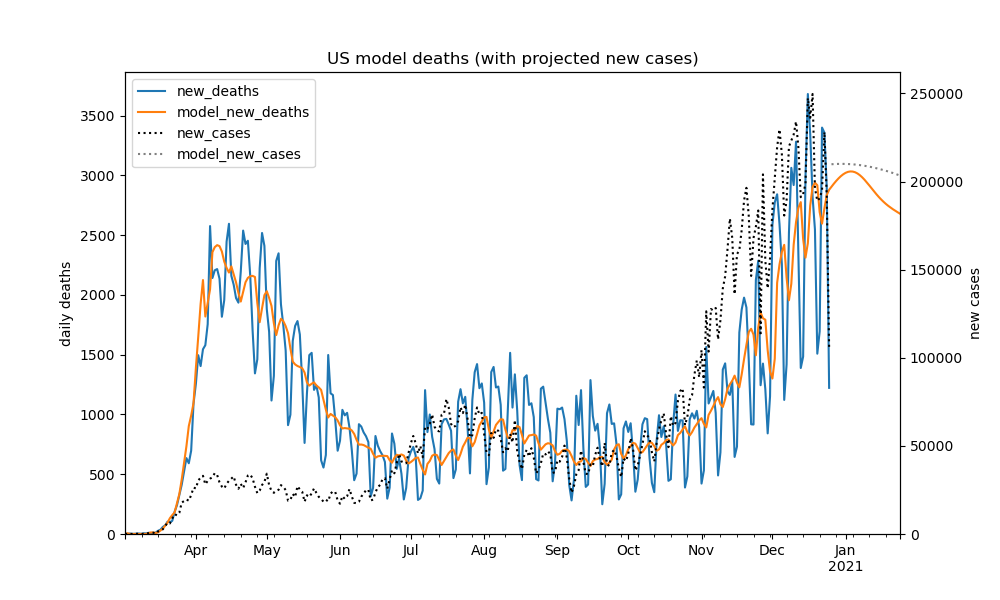 US model deaths (with projected new cases)
new_deaths
model_new_deaths
new_cases
model_new_cases
daily deaths
3500
3000
2500
2000
1500
1000
500
0
250000
200000
150000
100000
50000
0
new cases
Apr
May
Jun
Jul
Aug
Sep
Oct
Nov
Dec
Jan
2021